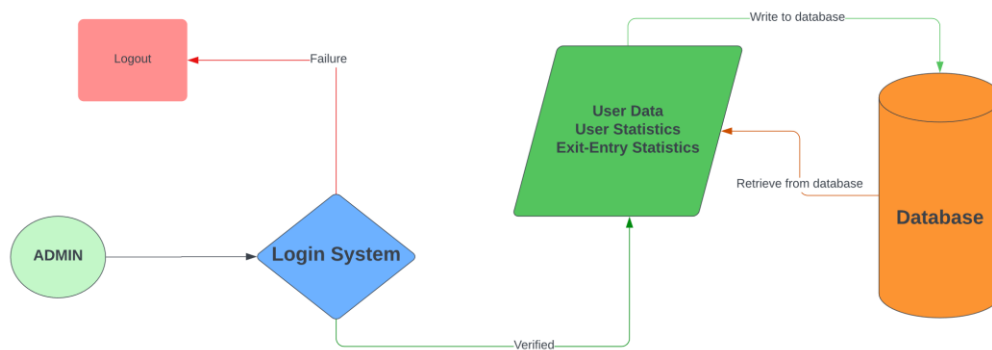 Write to database
Logout
Failure
User Data
User Statistics
Exit-Entry Statistics
Retrieve from database
Database
ADMIN
Login System
Verified